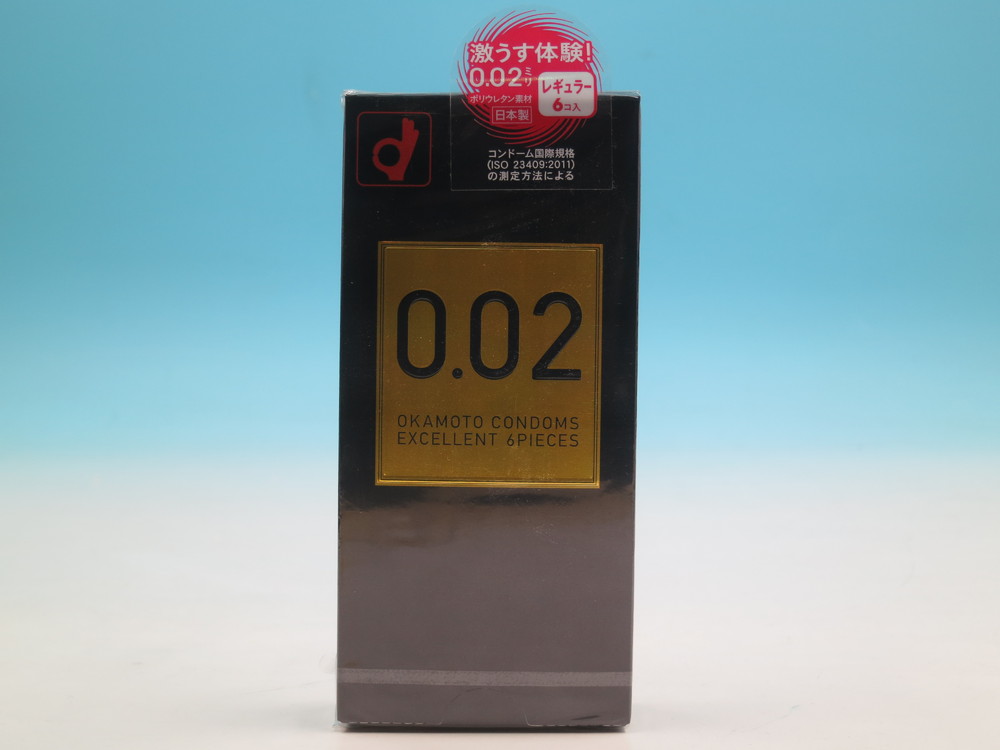 激うす体験!
0.02ミリ
ポリウレタン素材
日本製
レギュラー
6コ入
コンドーム国際規格
(ISO 23409:2011)
の測定方法による
0.02
OKAMOTO CONDOMS
EXCELLENT 6PIECES